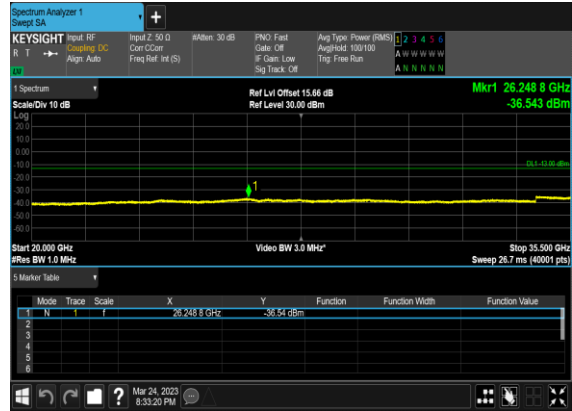 Spectrum Analyzer 1
Swept SA
+
KEYSIGHT Input: RF
R T Coupling: DC
Align: Auto
Input Z: 50 Ω
Corr CCorr
Freq Ref: Int (S)
#Atten: 30 dB
PNO: Fast
Gate: Off
IF Gain: Low
Sig Track: Off
Avg Type: Power (RMS)
Avg|Hold: 100/100
Trig: Free Run
1 2 3 4 5 6
A W W W W W
A N N N N N
1 Spectrum
Scale/Div 10 dB
Ref Lvl Offset 15.66 dB
Ref Level 30.00 dBm
Mkr1 26.248 8 GHz
-36.543 dBm
Log
20.0
10.0
0.00
-10.0
-20.0
-30.0
-40.0
-50.0
-60.0
DL1 -13.00 dBm
1
Start 20.000 GHz
#Res BW 1.0 MHz
Video BW 3.0 MHz*
Stop 35.500 GHz
Sweep 26.7 ms (40001 pts)
5 Marker Table
Mode Trace Scale X Y Function Function Width Function Value
1 N 1 f 26.248 8 GHz -36.54 dBm
2
3
4
5
6
? Mar 24, 2023
8:33:20 PM